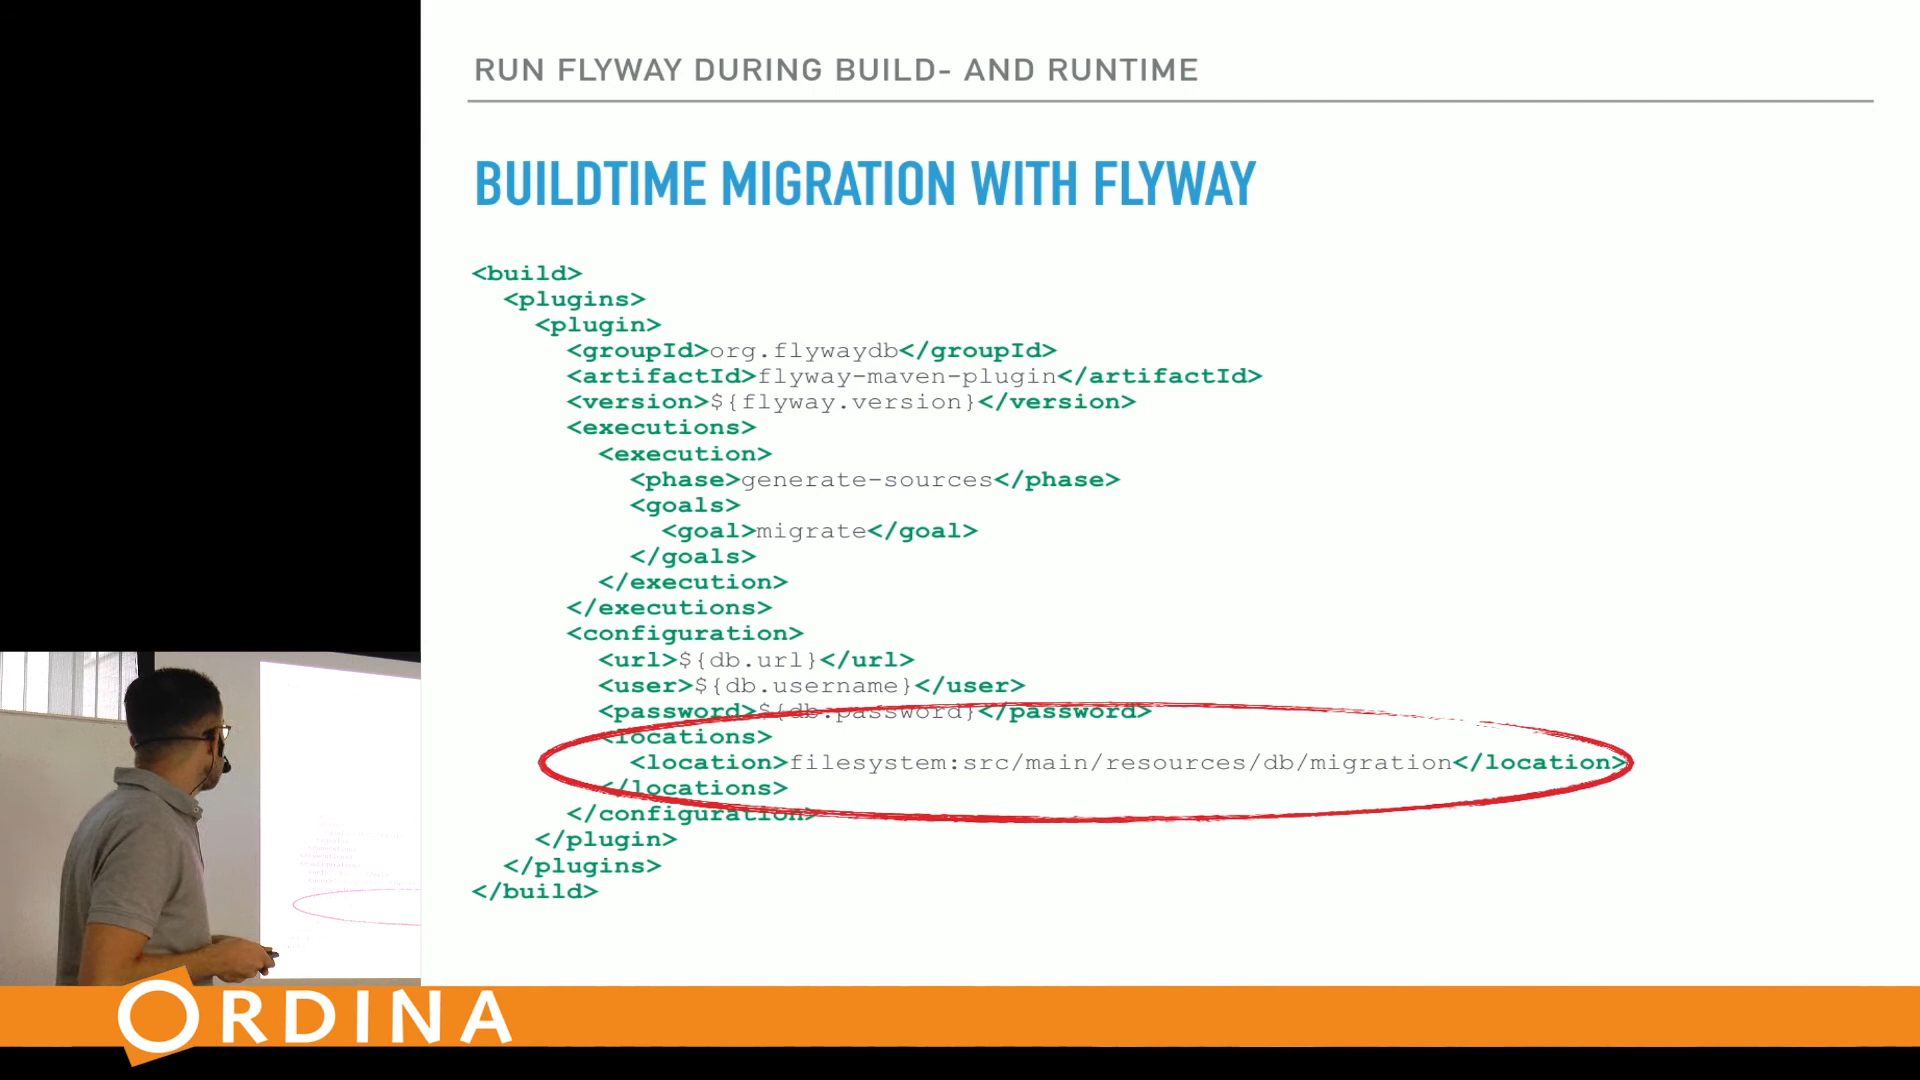 RUN FLYWAY DURING BUILD- AND RUNTIME
BUILDTIME MIGRATION WITH FLYWAY
<build>
<plugins>
<plugin>
<groupId>org.flywaydb</groupId>
<artifactId>flyway-maven-plugin</artifactId>
<version>${flyway.version}</version>
<executions>
<execution>
<phase>generate-sources</phase>
<goals>
<goal>migrate</goal>
</goals>
</execution>
</executions>
<configuration>
<url>${db.url}</url>
<user>${db.username}</user>
<password>${db.password}</password>
<locations>
<location>filesystem:src/main/resources/db/migration</location>
</locations>
</configuration>
</plugin>
</plugins>
</build>
ORDINA